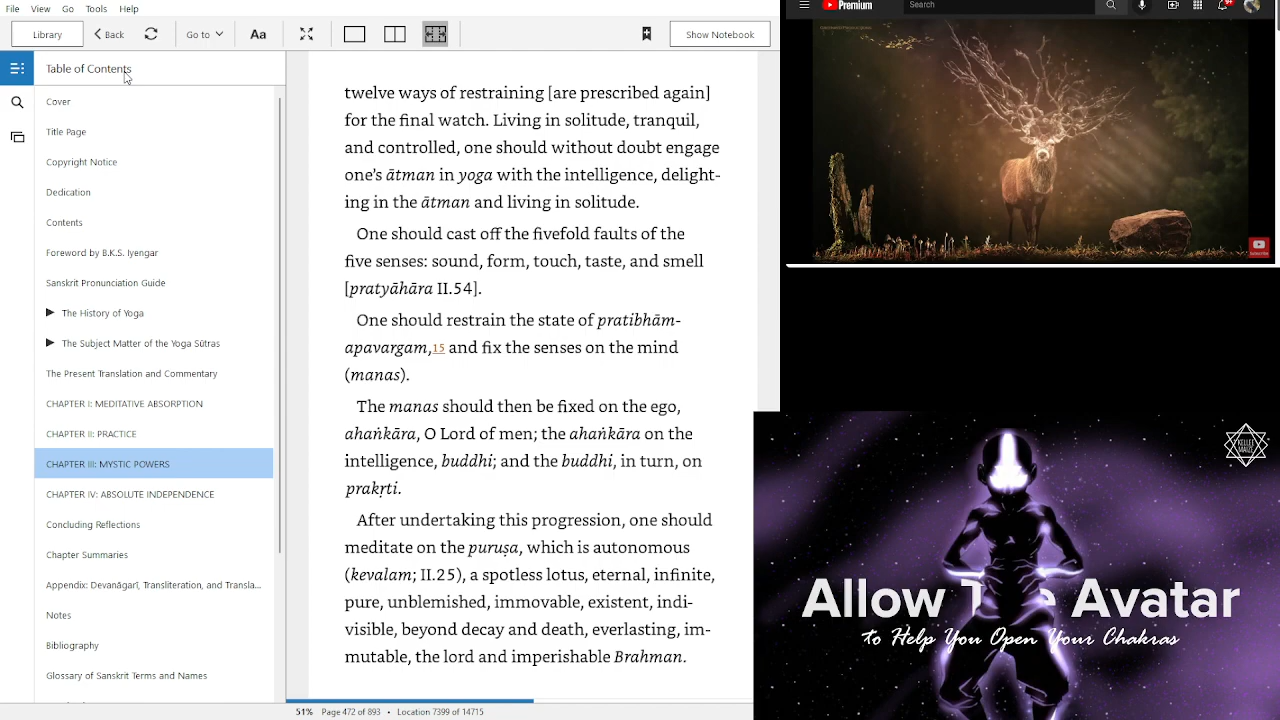 File View Go Tools Help
Library Back Go to Aa Show Notebook
Table of Contents
Cover
Title Page
Copyright Notice
Dedication
Contents
Foreword by B.K.S. Iyengar
Sanskrit Pronunciation Guide
The History of Yoga
The Subject Matter of the Yoga Sūtras
The Present Translation and Commentary
CHAPTER I: MEDITATIVE ABSORPTION
CHAPTER II: PRACTICE
CHAPTER III: MYSTIC POWERS
CHAPTER IV: ABSOLUTE INDEPENDENCE
Concluding Reflections
Chapter Summaries
Appendix: Devanāgarī, Transliteration, and Transla...
Notes
Bibliography
Glossary of Sanskrit Terms and Names
twelve ways of restraining [are prescribed again]
for the final watch. Living in solitude, tranquil,
and controlled, one should without doubt engage
one's ātman in yoga with the intelligence, delight-
ing in the ātman and living in solitude.
One should cast off the fivefold faults of the
five senses: sound, form, touch, taste, and smell
[pratyāhāra II.54].
One should restrain the state of pratibhām-
apavargam,15 and fix the senses on the mind
(manas).
The manas should then be fixed on the ego,
ahaṅkāra, O Lord of men; the ahaṅkāra on the
intelligence, buddhi; and the buddhi, in turn, on
prakṛti.
After undertaking this progression, one should
meditate on the puruṣa, which is autonomous
(kevalam; II.25), a spotless lotus, eternal, infinite,
pure, unblemished, immovable, existent, indi-
visible, beyond decay and death, everlasting, im-
mutable, the lord and imperishable Brahman.
51% Page 472 of 893 • Location 7399 of 14715
Premium
Search
9+
Subscribe
Allow The Avatar
to Help You Open Your Chakras